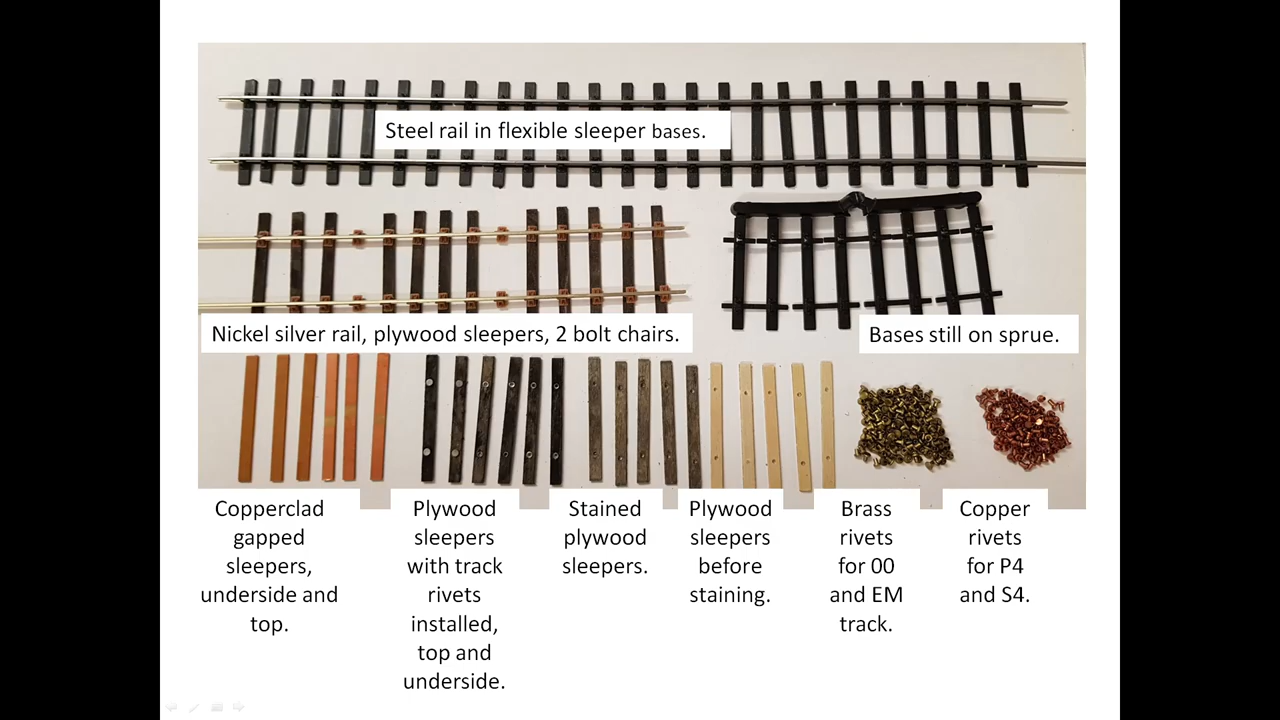 Steel rail in flexible sleeper bases.
Nickel silver rail, plywood sleepers, 2 bolt chairs.
Bases still on sprue.
Copperclad
gapped
sleepers,
underside and
top.
Plywood
sleepers
with track
rivets
installed,
top and
underside.
Stained
plywood
sleepers.
Plywood
sleepers
before
staining.
Brass
rivets
for 00
and EM
track.
Copper
rivets
for P4
and S4.